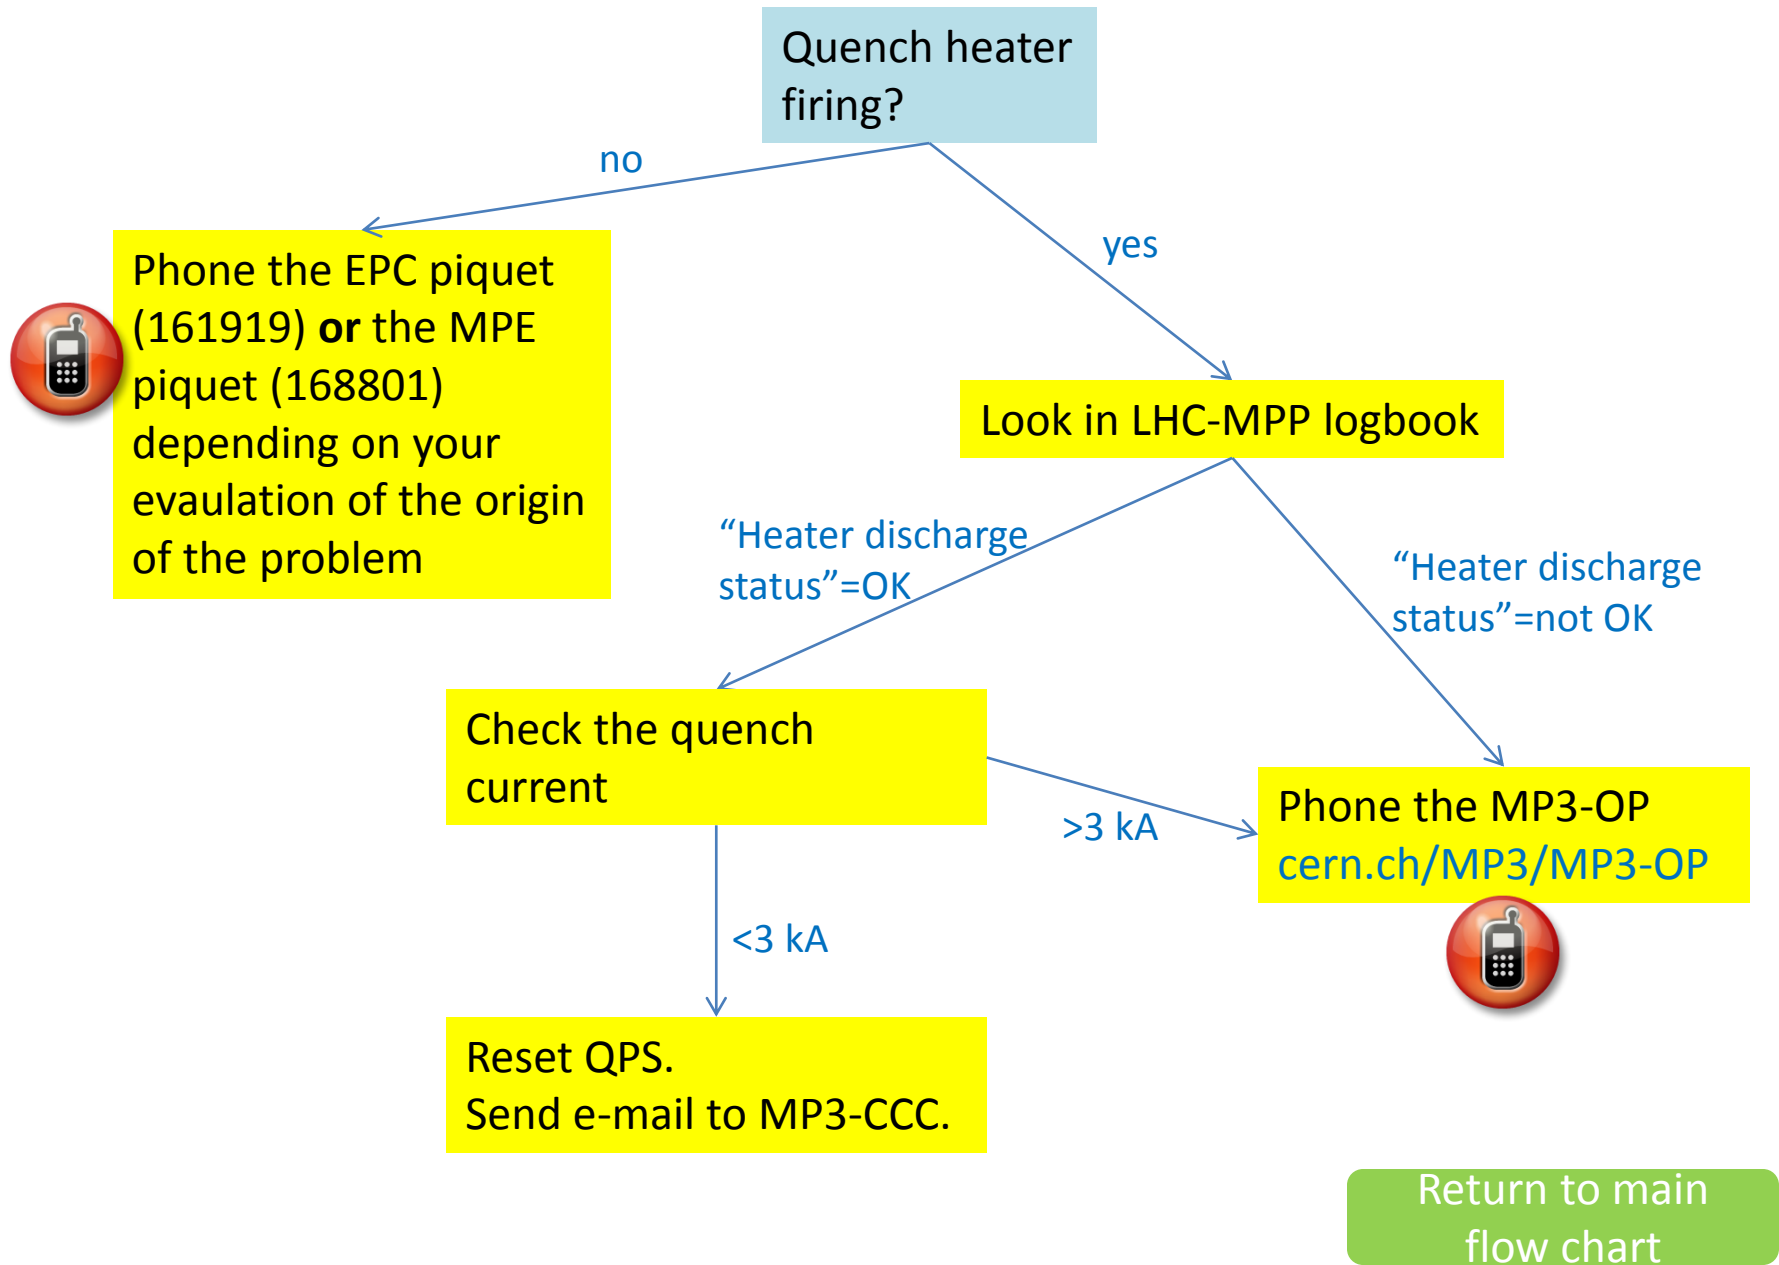 Quench heater
firing?
no
yes
Phone the EPC piquet
(161919) or the MPE
piquet (168801)
depending on your
evaulation of the origin
of the problem
Look in LHC-MPP logbook
“Heater discharge
status”=OK
“Heater discharge
status”=not OK
Check the quench
current
>3 kA
Phone the MP3-OP
cern.ch/MP3/MP3-OP
<3 kA
Reset QPS.
Send e-mail to MP3-CCC.
Return to main
flow chart